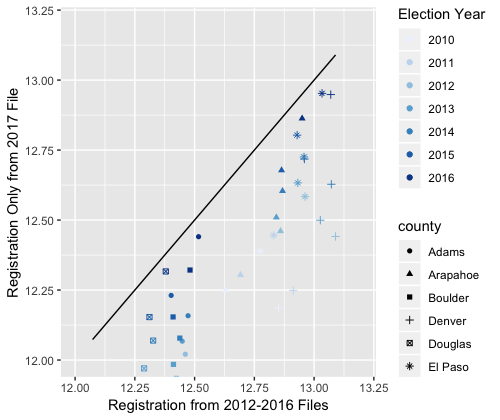 13.25
13.00
12.75
12.50
12.25
12.00
Registration Only from 2017 File
12.00 12.25 12.50 12.75 13.00 13.25
Registration from 2012-2016 Files
Election Year
2010
2011
2012
2013
2014
2015
2016
county
Adams
Arapahoe
Boulder
Denver
Douglas
El Paso